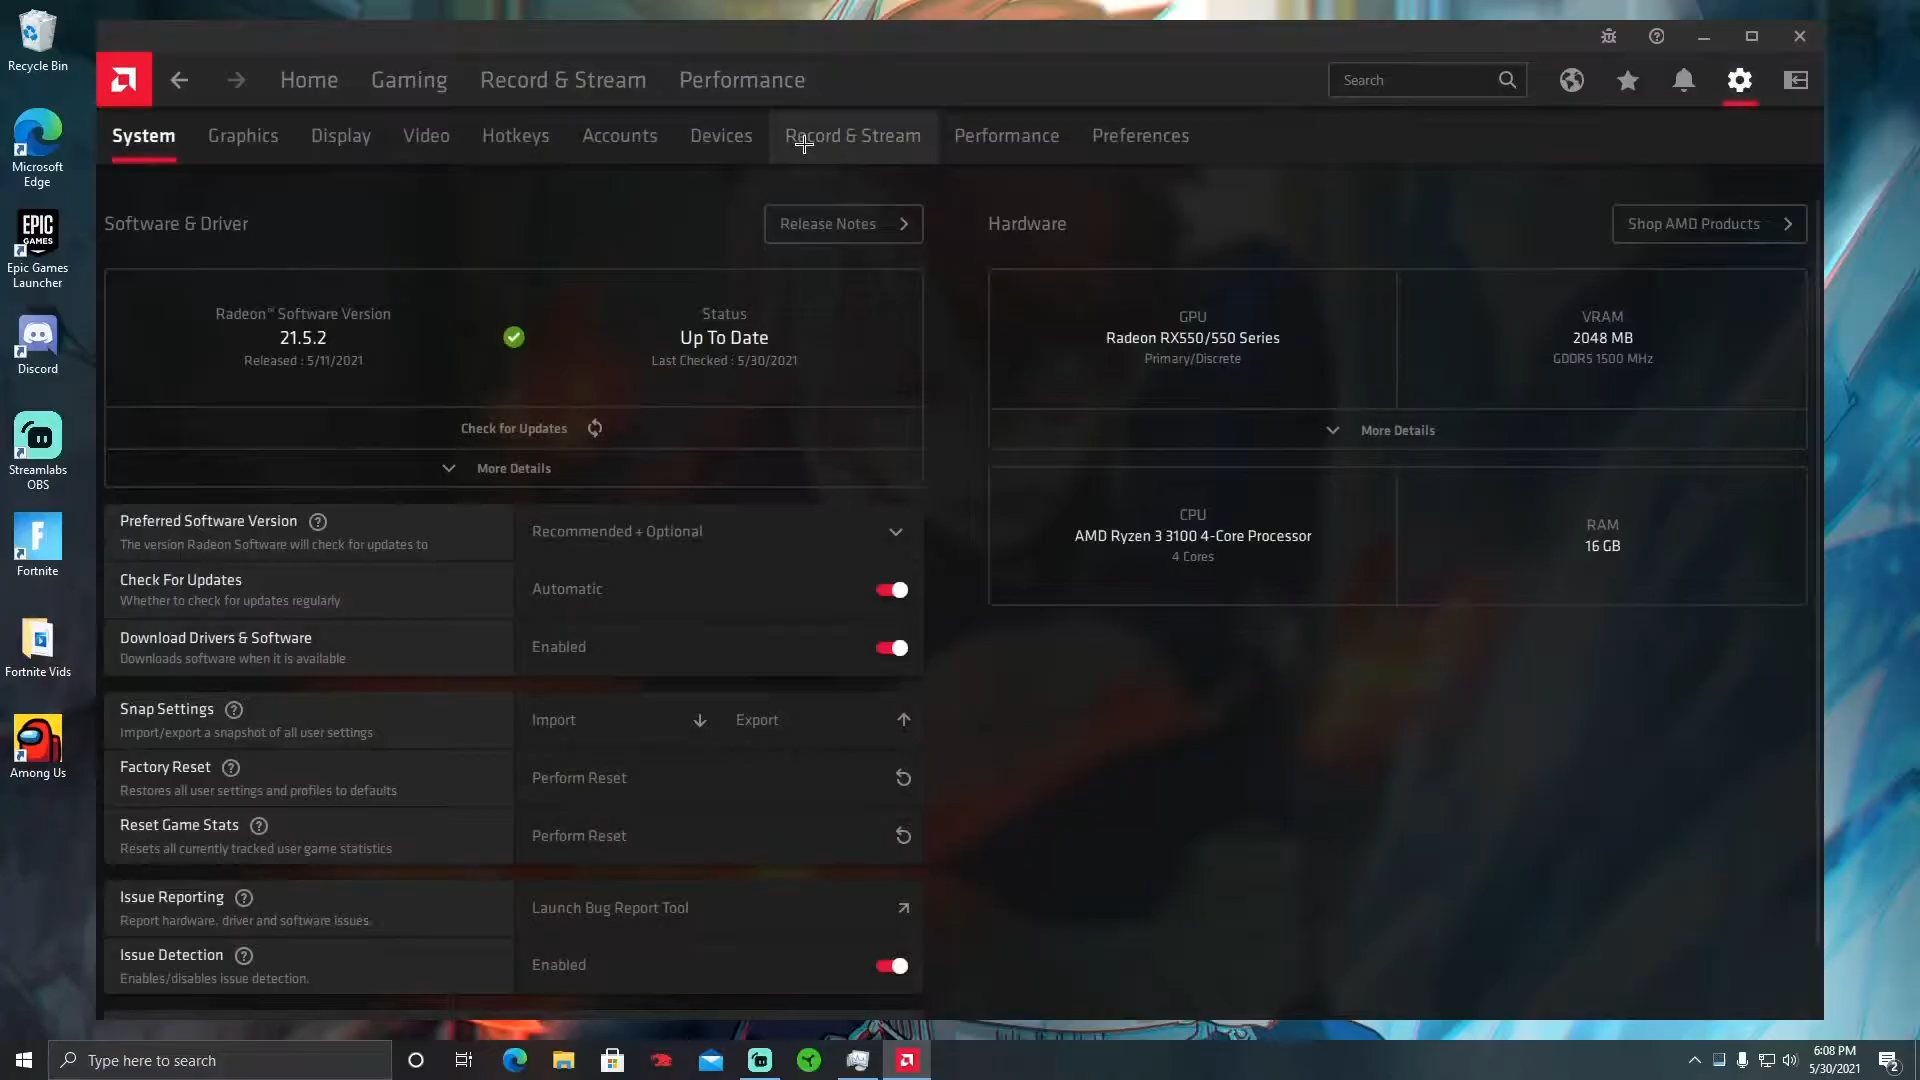 Recycle Bin
Microsoft
Edge
EPIC
GAMES
Epic Games
Launcher
Discord
Streamlabs
OBS
Fortnite
Fortnite Vids
Among Us
Home
Gaming
Record & Stream
Performance
Search
System
Graphics
Display
Video
Hotkeys
Accounts
Devices
Record & Stream
Performance
Preferences
Software & Driver
Release Notes
Radeon™ Software Version
21.5.2
Released : 5/11/2021
Status
Up To Date
Last Checked : 5/30/2021
Check for Updates
More Details
Preferred Software Version
The version Radeon Software will check for updates to
Recommended + Optional
Check For Updates
Whether to check for updates regularly
Automatic
Download Drivers & Software
Downloads software when it is available
Enabled
Snap Settings
Import/export a snapshot of all user settings
Import
Export
Factory Reset
Restores all user settings and profiles to defaults
Perform Reset
Reset Game Stats
Resets all currently tracked user game statistics
Perform Reset
Issue Reporting
Report hardware, driver and software issues.
Launch Bug Report Tool
Issue Detection
Enables/disables issue detection.
Enabled
Hardware
Shop AMD Products
GPU
Radeon RX550/550 Series
Primary/Discrete
VRAM
2048 MB
GDDR5 1500 MHz
More Details
CPU
AMD Ryzen 3 3100 4-Core Processor
4 Cores
RAM
16 GB
Type here to search
6:08 PM
5/30/2021
2